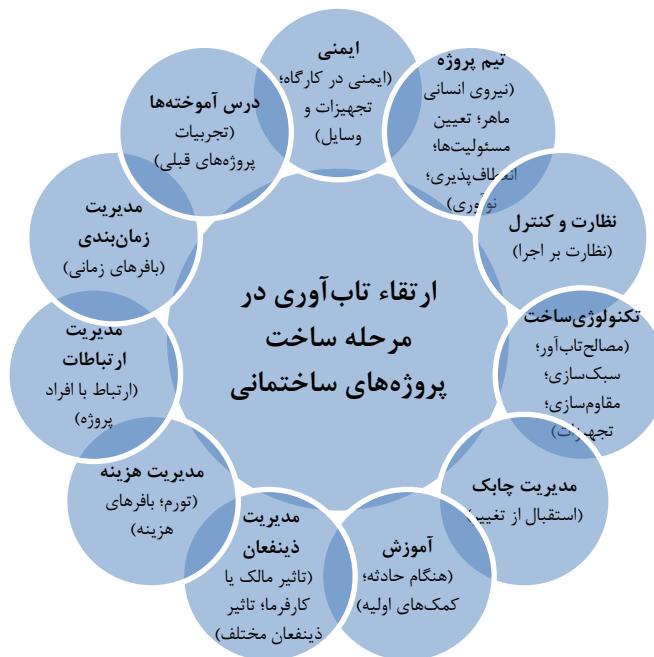 ارتقاء تاب‌آوری در
مرحله ساخت
پروژه‌های ساختمانی
ایمنی
(ایمنی در کارگاه؛
تجهیزات و
وسایل)
تیم پروژه
(نیروی انسانی
ماهر؛ تعیین
مسئولیت‌ها؛
انعطاف‌پذیری؛
نوآوری)
نظارت و کنترل
(نظارت بر اجرا)
تکنولوژی‌ساخت
(مصالح‌تاب‌آور؛
سبک‌سازی؛
مقاوم‌سازی؛
تجهیزات)
مدیریت چابک
(استقبال از تغییر)
آموزش
(هنگام حادثه؛
کمک‌های اولیه)
مدیریت
ذینفعان
(تاثیر مالک یا
کارفرما؛ تاثیر
ذینفعان مختلف)
مدیریت هزینه
(تورم؛ بافرهای
هزینه)
مدیریت
ارتباطات
(ارتباط با افراد
پروژه)
مدیریت
زمان‌بندی
(بافرهای زمانی)
درس آموخته‌ها
(تجربیات
پروژه‌های قبلی)